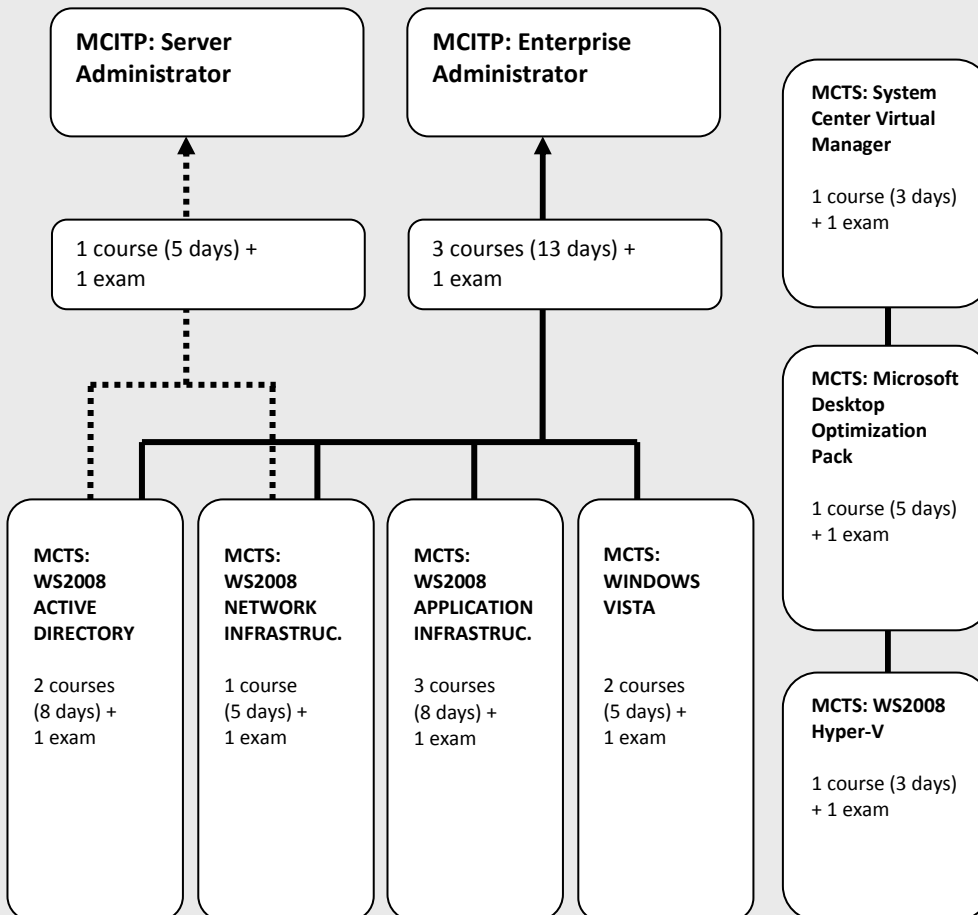 MCITP: Server
Administrator
MCITP: Enterprise
Administrator
1 course (5 days) +
1 exam
3 courses (13 days) +
1 exam
MCTS:
WS2008
ACTIVE
DIRECTORY
2 courses
(8 days) +
1 exam
MCTS:
WS2008
NETWORK
INFRASTRUC.
1 course
(5 days) +
1 exam
MCTS:
WS2008
APPLICATION
INFRASTRUC.
3 courses
(8 days) +
1 exam
MCTS:
WINDOWS
VISTA
2 courses
(5 days) +
1 exam
MCTS: System
Center Virtual
Manager
1 course (3 days)
+ 1 exam
MCTS: Microsoft
Desktop
Optimization
Pack
1 course (5 days)
+ 1 exam
MCTS: WS2008
Hyper-V
1 course (3 days)
+ 1 exam